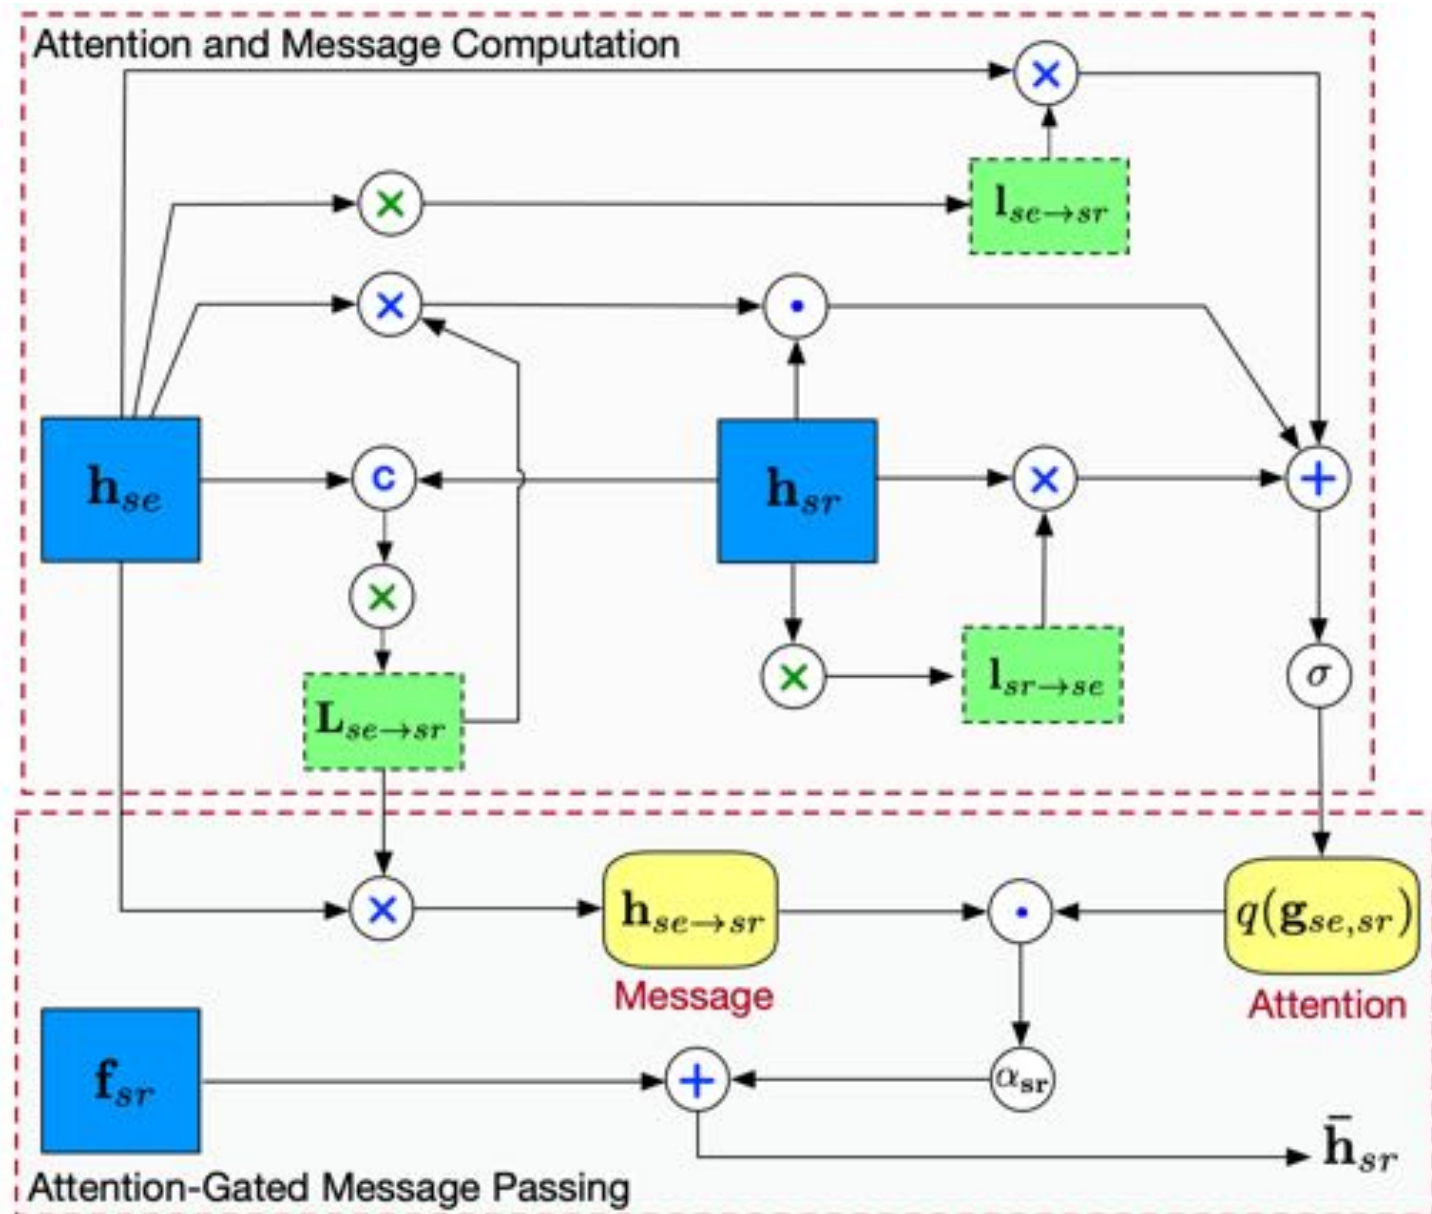 Attention and Message Computation
×
× l_{se→sr}
× ·
h_{se} C h_{sr} × +
×
L_{se→sr} × l_{sr→se} σ
× h_{se→sr} · q(g_{se,sr})
Message Attention
f_{sr} + α_{sr}
h̄_{sr}
Attention-Gated Message Passing